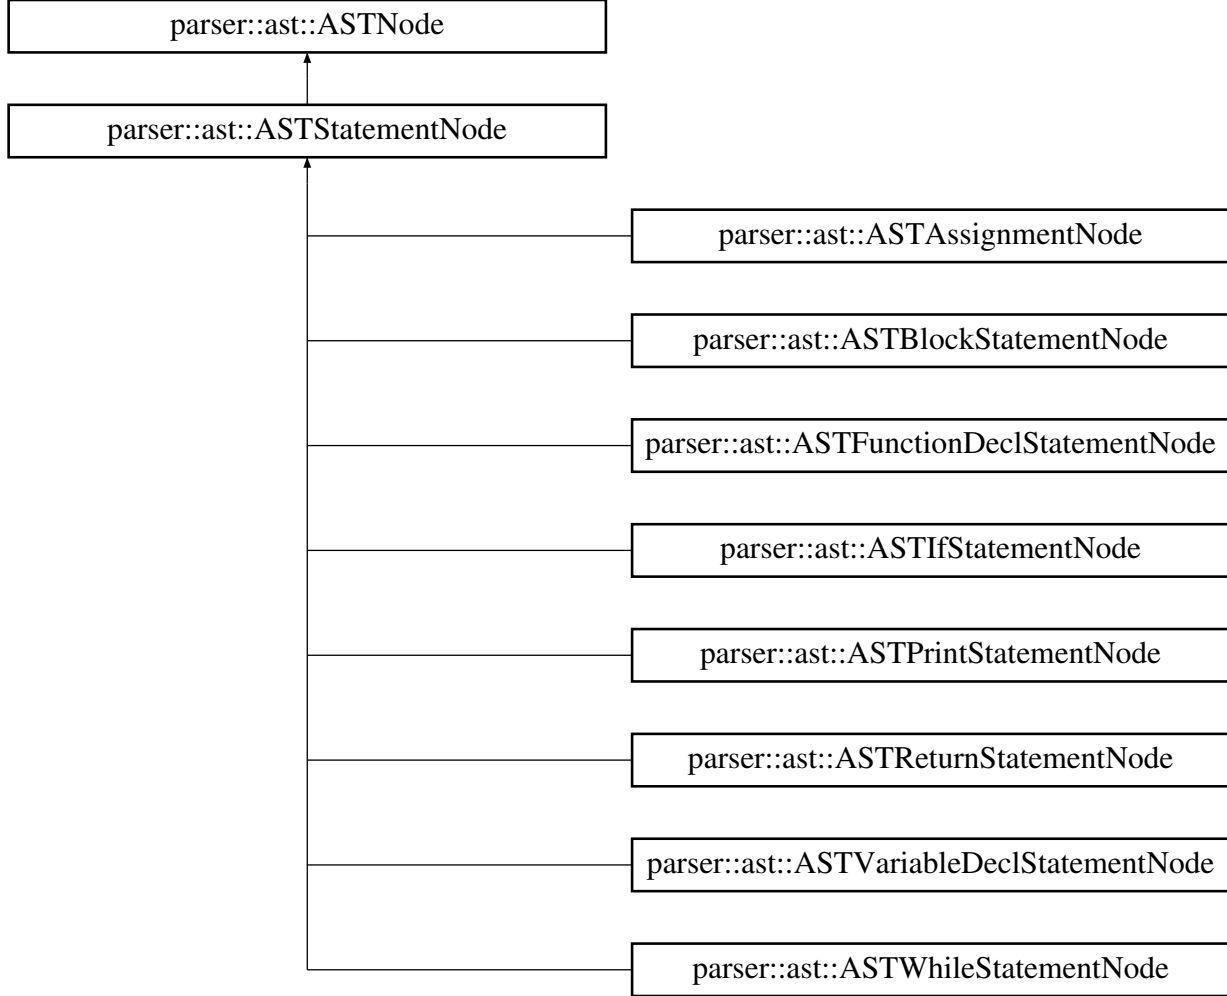 parser::ast::ASTNode
parser::ast::ASTStatementNode
parser::ast::ASTAssignmentNode
parser::ast::ASTBlockStatementNode
parser::ast::ASTFunctionDeclStatementNode
parser::ast::ASTIfStatementNode
parser::ast::ASTPrintStatementNode
parser::ast::ASTReturnStatementNode
parser::ast::ASTVariableDeclStatementNode
parser::ast::ASTWhileStatementNode